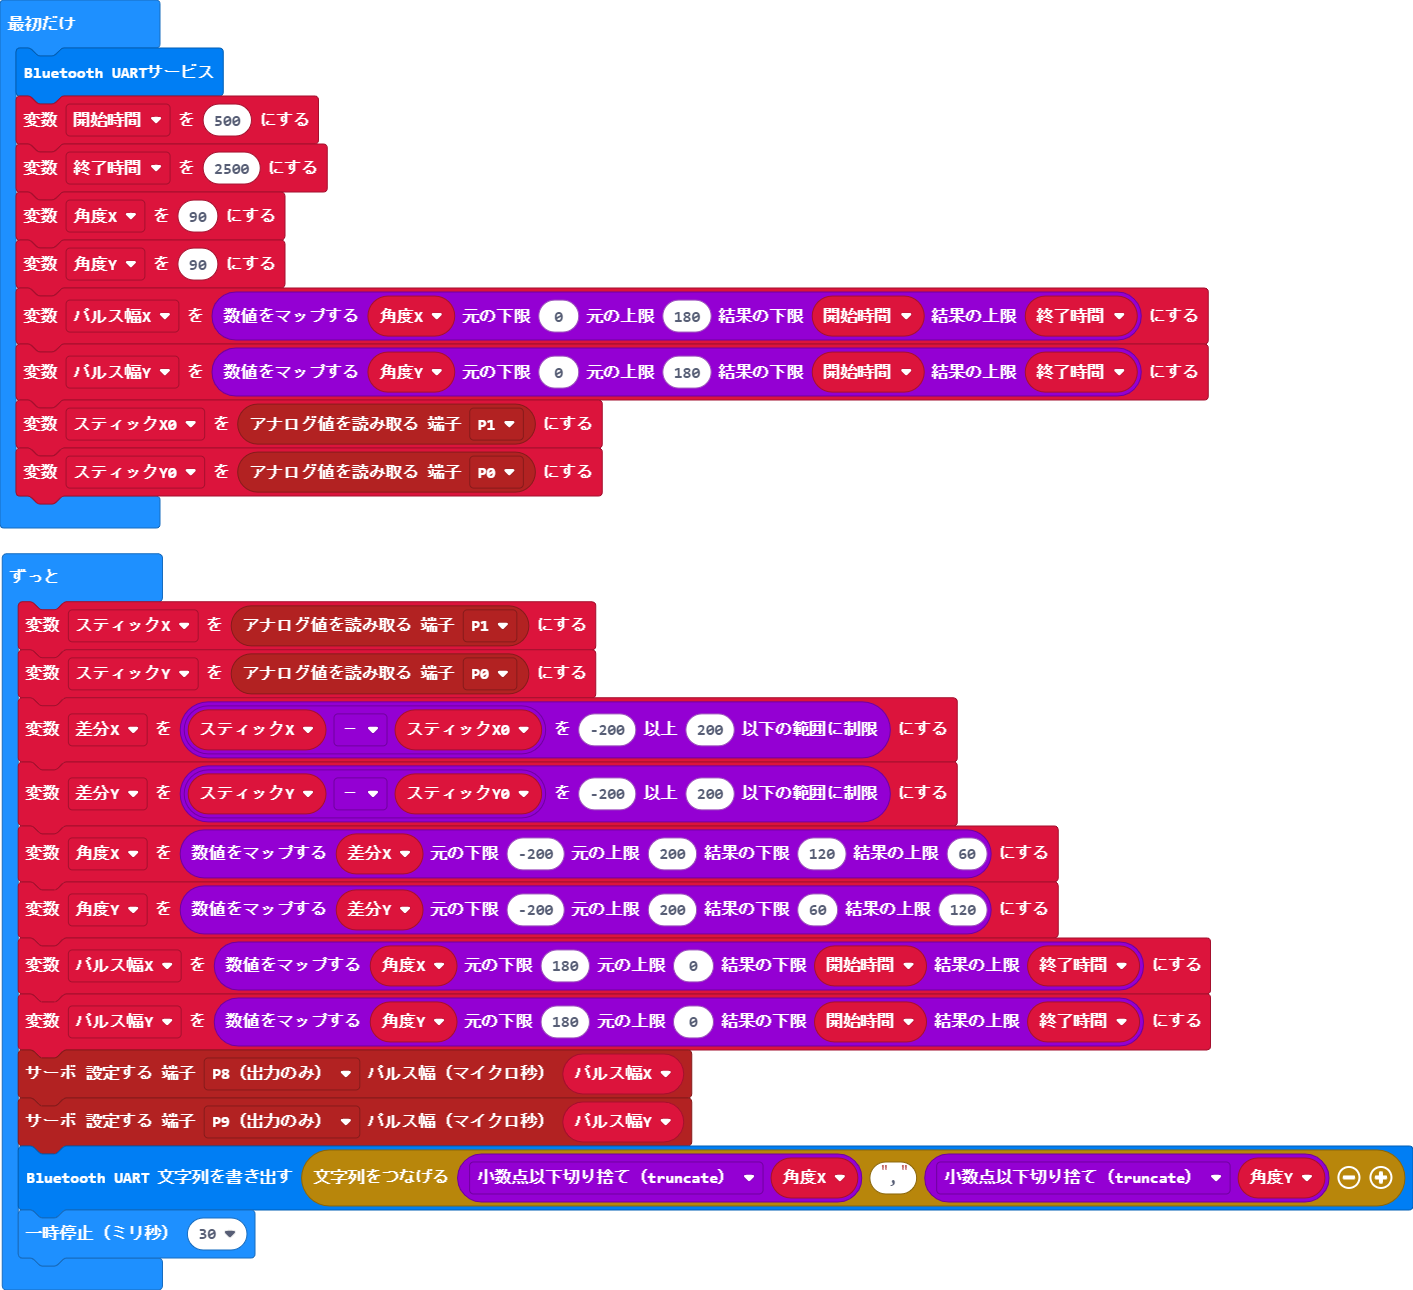 最初だけ
Bluetooth UARTサービス
変数 開始時間 を 500 にする
変数 終了時間 を 2500 にする
変数 角度X を 90 にする
変数 角度Y を 90 にする
変数 パルス幅X を 数値をマップする 角度X 元の下限 0 元の上限 180 結果の下限 開始時間 結果の上限 終了時間 にする
変数 パルス幅Y を 数値をマップする 角度Y 元の下限 0 元の上限 180 結果の下限 開始時間 結果の上限 終了時間 にする
変数 スティックX0 を アナログ値を読み取る 端子 P1 にする
変数 スティックY0 を アナログ値を読み取る 端子 P0 にする
ずっと
変数 スティックX を アナログ値を読み取る 端子 P1 にする
変数 スティックY を アナログ値を読み取る 端子 P0 にする
変数 差分X を スティックX - スティックX0 を -200 以上 200 以下の範囲に制限 にする
変数 差分Y を スティックY - スティックY0 を -200 以上 200 以下の範囲に制限 にする
変数 角度X を 数値をマップする 差分X 元の下限 -200 元の上限 200 結果の下限 120 結果の上限 60 にする
変数 角度Y を 数値をマップする 差分Y 元の下限 -200 元の上限 200 結果の下限 60 結果の上限 120 にする
変数 パルス幅X を 数値をマップする 角度X 元の下限 180 元の上限 0 結果の下限 開始時間 結果の上限 終了時間 にする
変数 パルス幅Y を 数値をマップする 角度Y 元の下限 180 元の上限 0 結果の下限 開始時間 結果の上限 終了時間 にする
サーボ 設定する 端子 P8（出力のみ） パルス幅（マイクロ秒） パルス幅X
サーボ 設定する 端子 P9（出力のみ） パルス幅（マイクロ秒） パルス幅Y
Bluetooth UART 文字列を書き出す 文字列をつなげる 小数点以下切り捨て（truncate） 角度X "," 小数点以下切り捨て（truncate） 角度Y
一時停止（ミリ秒） 30